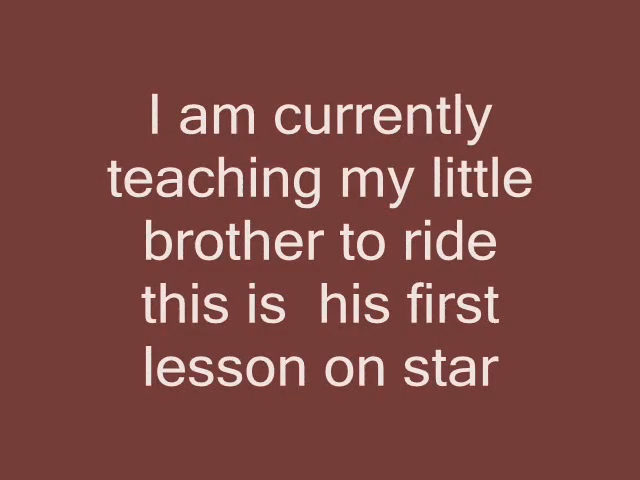 I am currently
teaching my little
brother to ride
this is  his first
lesson on star